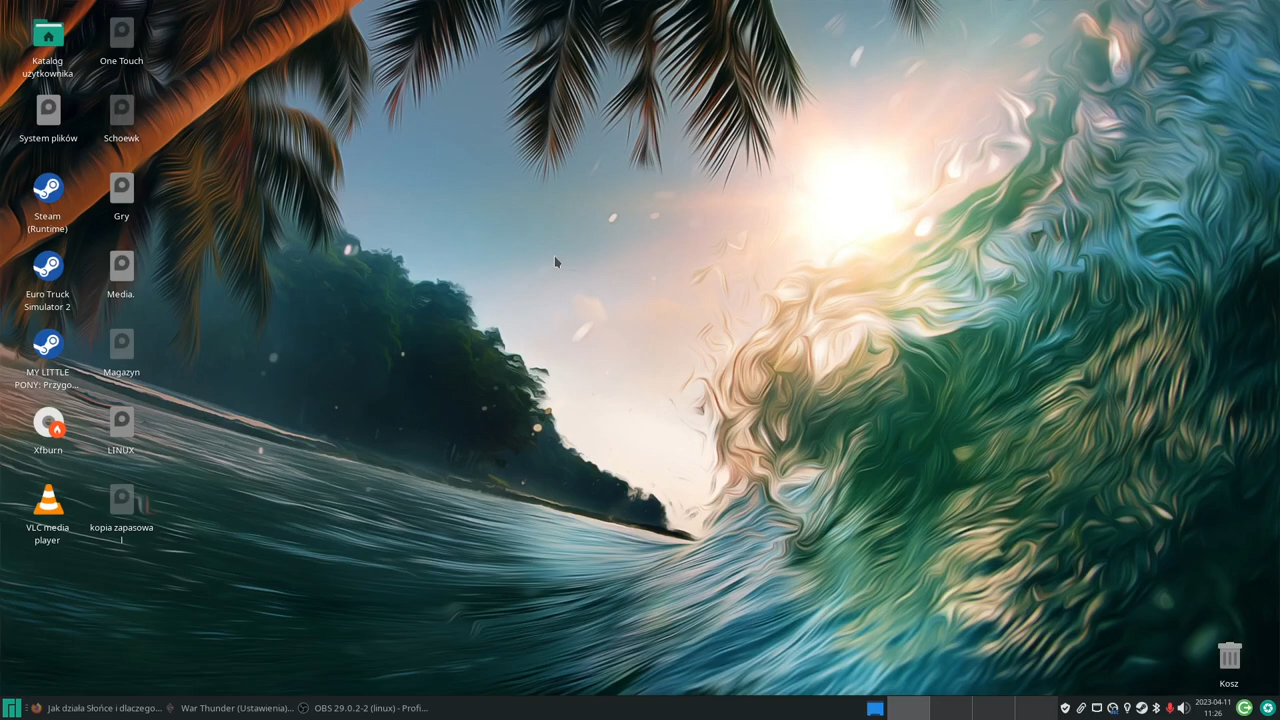 Katalog
użytkownika
One Touch
System plików
Schoewk
Steam
(Runtime)
Gry
Euro Truck
Simulator 2
Media.
MY LITTLE
PONY: Przygo...
Magazyn
Xfburn
LINUX
VLC media
player
kopia zapasowa
I
Kosz
Jak działa Słońce i dlaczego...
War Thunder (Ustawienia)...
OBS 29.0.2-2 (linux) - Profi...
2023-04-11
11:26